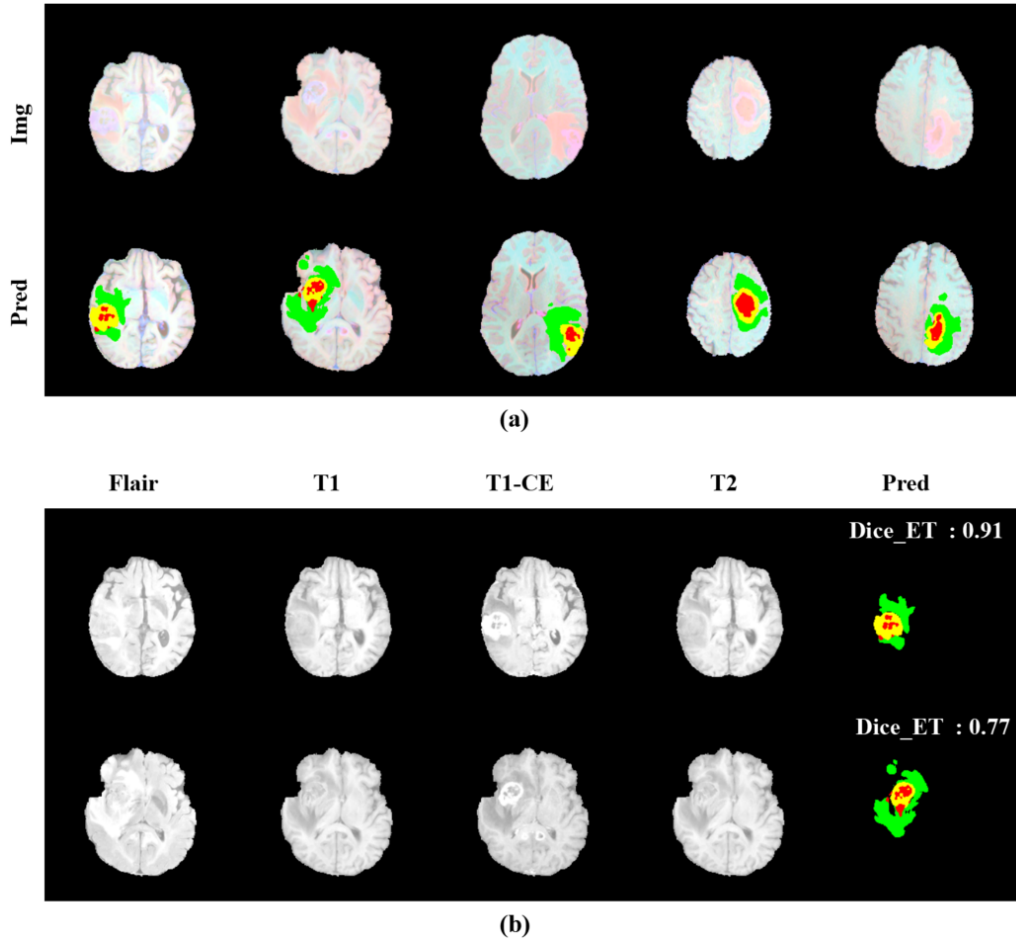 Img
Pred
(a)
Flair T1 T1-CE T2 Pred
Dice_ET : 0.91
Dice_ET : 0.77
(b)